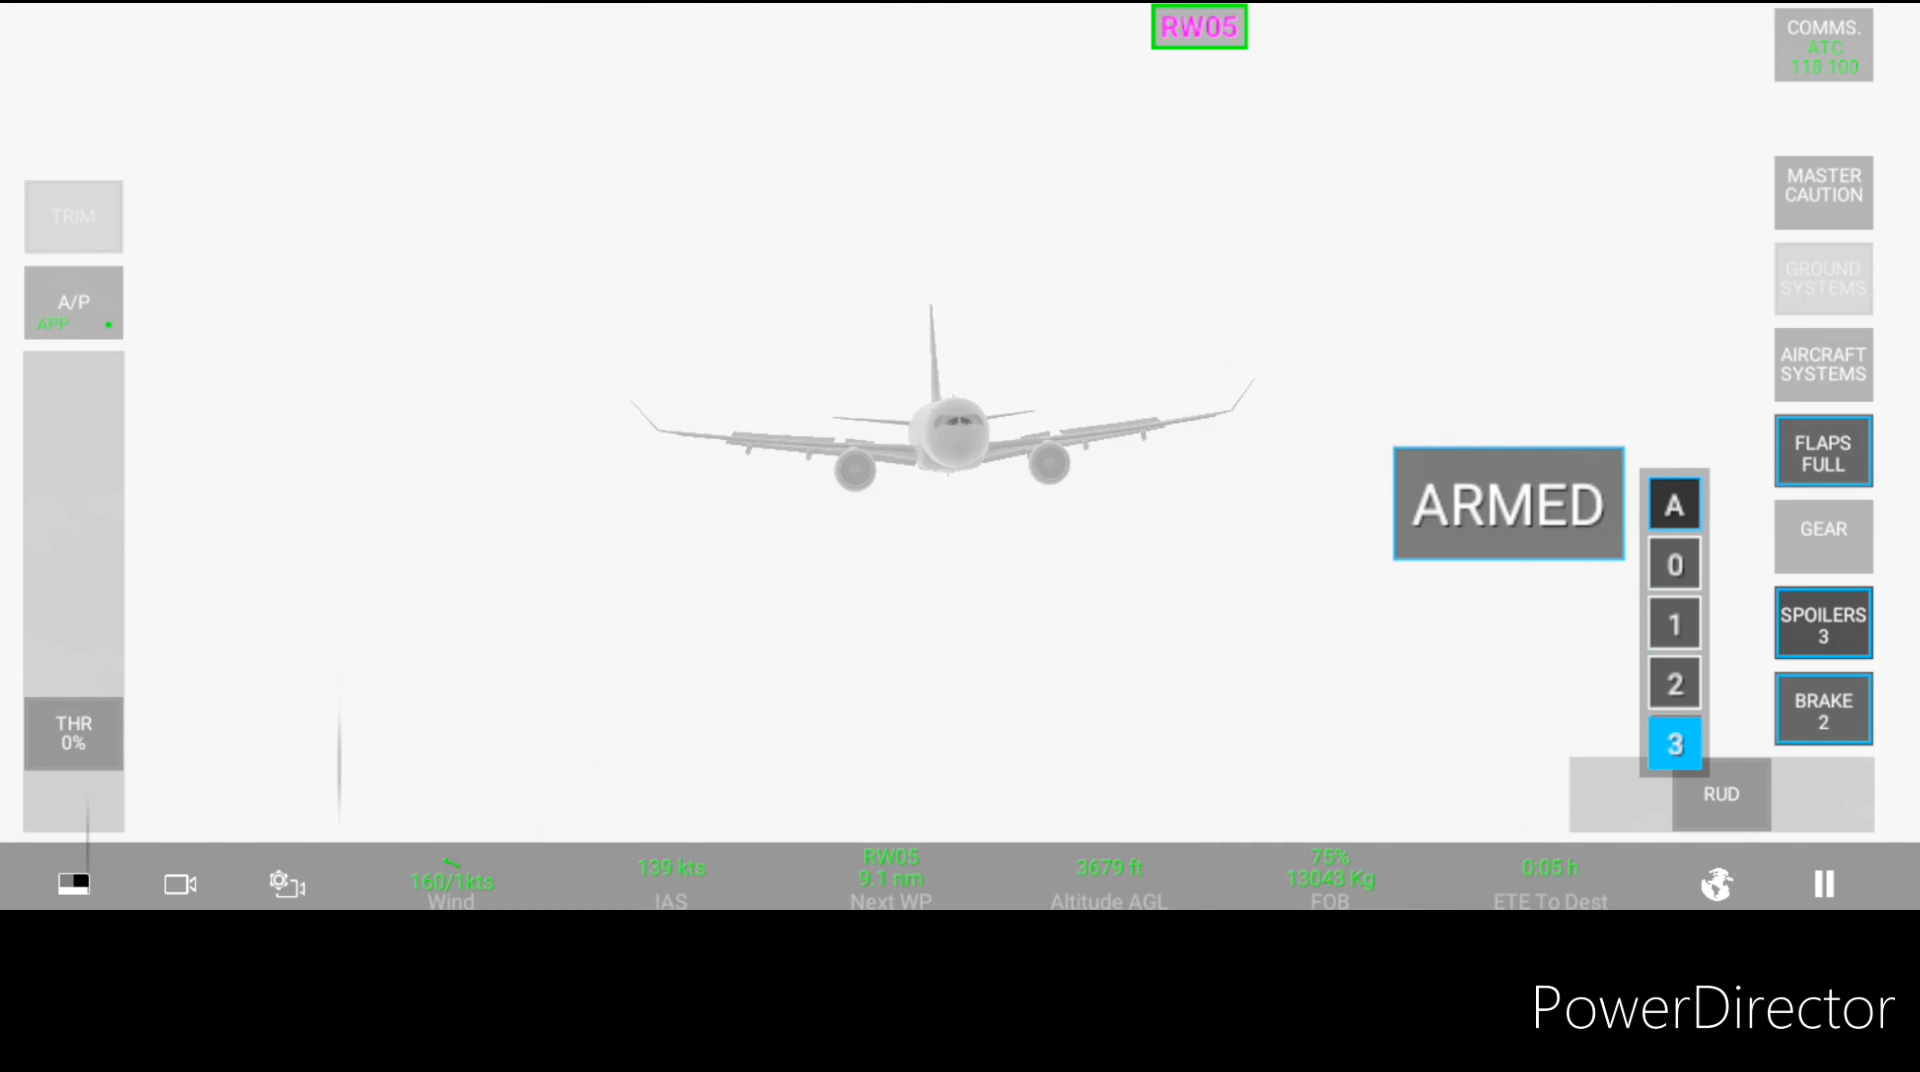 RW05
COMMS.
ATC
118.100
MASTER
CAUTION
TRIM
GROUND
SYSTEMS
A/P
APP
AIRCRAFT
SYSTEMS
FLAPS
FULL
ARMED
A
0
1
2
3
GEAR
SPOILERS
3
BRAKE
2
THR
0%
RUD
160/1kts
Wind
139 kts
IAS
RW05
9.1 nm
Next WP
3679 ft
Altitude AGL
75%
13043 Kg
FOB
0:05 h
ETE To Dest
PowerDirector